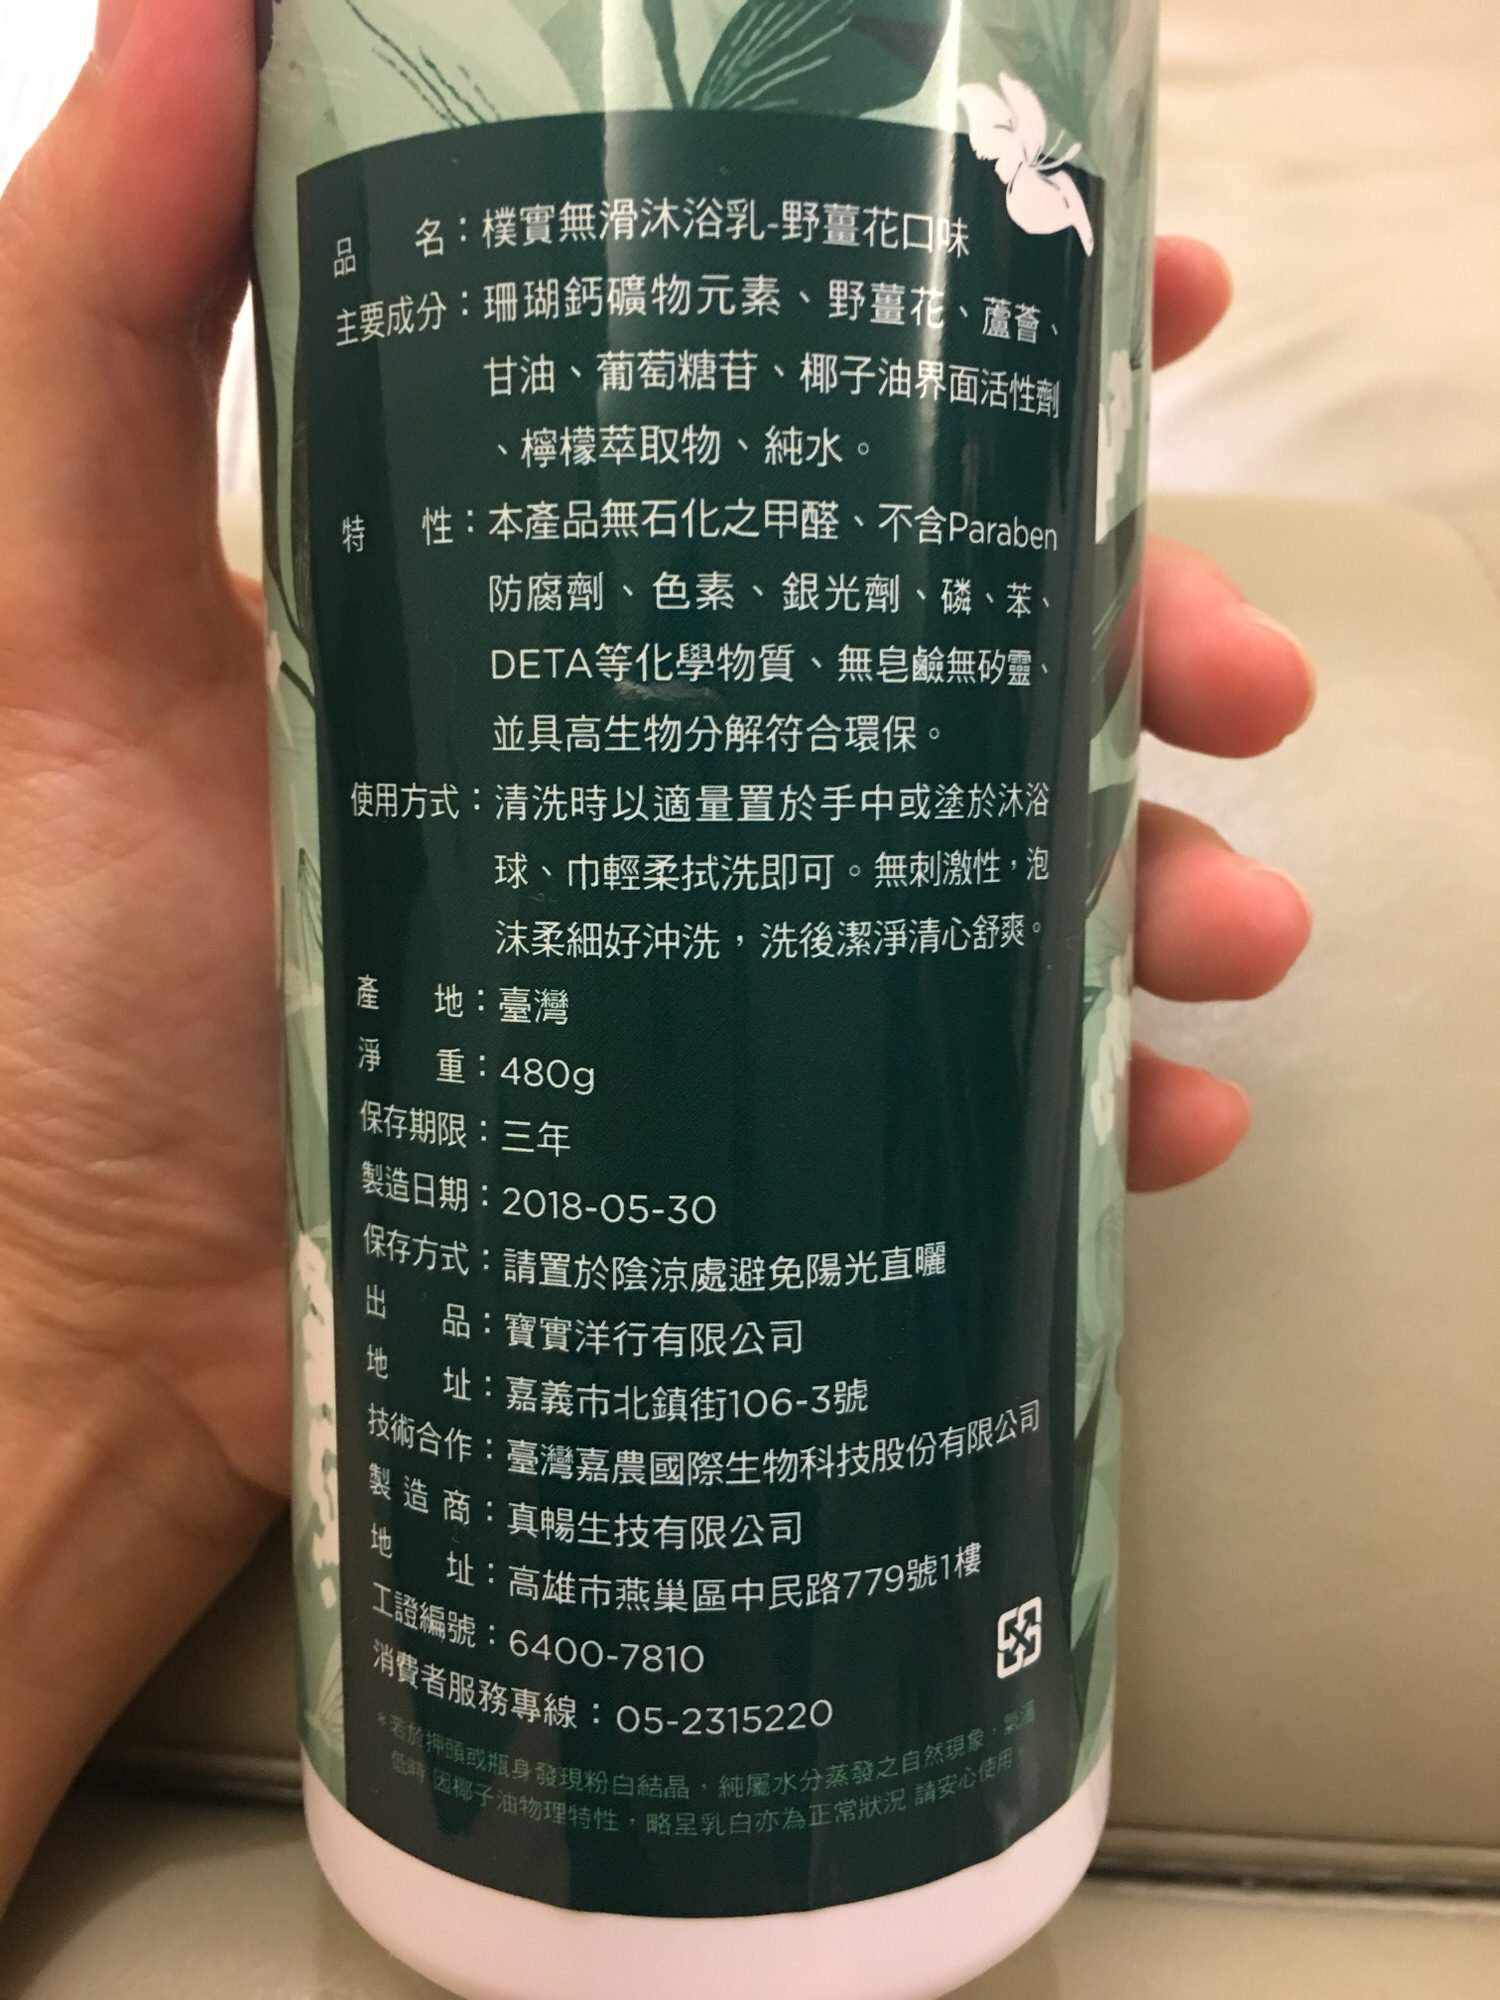 品名：樸實無滑沐浴乳-野薑花口味
主要成分：珊瑚鈣礦物元素、野薑花、蘆薈、
甘油、葡萄糖苷、椰子油界面活性劑
、檸檬萃取物、純水。
特性：本產品無石化之甲醛、不含Paraben
防腐劑、色素、銀光劑、磷、苯、
DETA等化學物質、無皂鹼無矽靈、
並具高生物分解符合環保。
使用方式：清洗時以適量置於手中或塗於沐浴
球、巾輕柔拭洗即可。無刺激性，泡
沫柔細好沖洗，洗後潔淨清心舒爽。
產地：臺灣
淨重：480g
保存期限：三年
製造日期：2018-05-30
保存方式：請置於陰涼處避免陽光直曬
出品：寶實洋行有限公司
地址：嘉義市北鎮街106-3號
技術合作：臺灣嘉農國際生物科技股份有限公司
製造商：真暢生技有限公司
地址：高雄市燕巢區中民路779號1樓
工證編號：6400-7810
消費者服務專線：05-2315220
*若於押頭或瓶身發現粉白結晶，純屬水分蒸發之自然現象，氣溫
低時 因椰子油物理特性，略呈乳白亦為正常狀況 請安心使用。